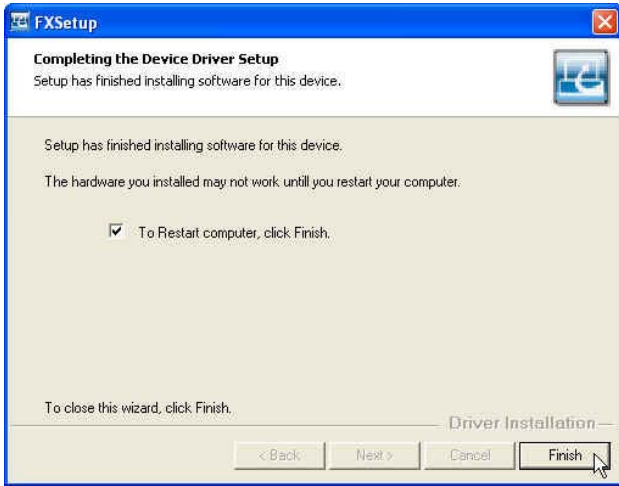 FXSetup
Completing the Device Driver Setup
Setup has finished installing software for this device.
Setup has finished installing software for this device.
The hardware you installed may not work untill you restart your computer.
To Restart computer, click Finish.
To close this wizard, click Finish.
Driver Installation
< Back Next > Cancel Finish